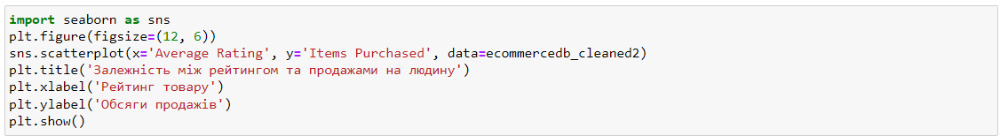 import seaborn as sns
plt.figure(figsize=(12, 6))
sns.scatterplot(x='Average Rating', y='Items Purchased', data=ecommercedb_cleaned2)
plt.title('Залежність між рейтингом та продажами на людину')
plt.xlabel('Рейтинг товару')
plt.ylabel('Обсяги продажів')
plt.show()